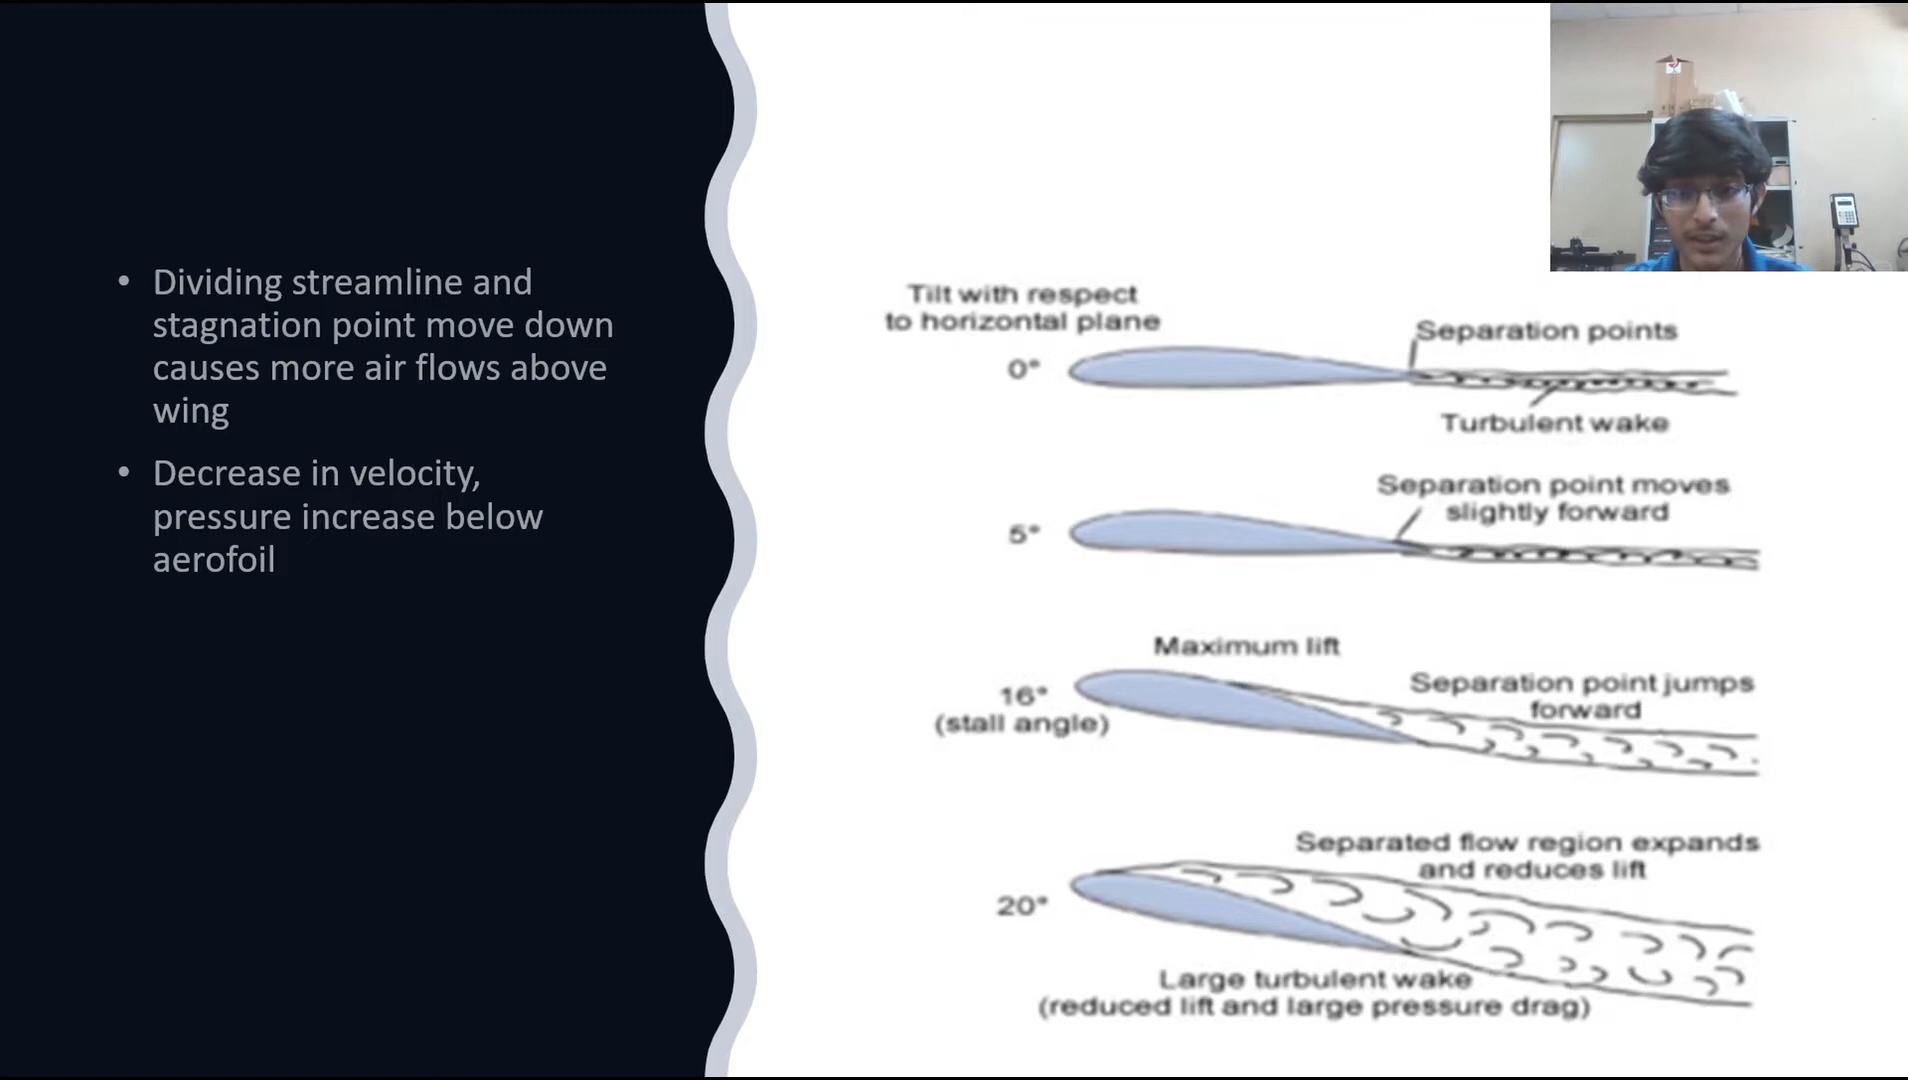 • Dividing streamline and
stagnation point move down
causes more air flows above
wing
• Decrease in velocity,
pressure increase below
aerofoil
Tilt with respect
to horizontal plane
0°
Separation points
Turbulent wake
5°
Separation point moves
slightly forward
Maximum lift
16°
(stall angle)
Separation point jumps
forward
20°
Separated flow region expands
and reduces lift
Large turbulent wake
(reduced lift and large pressure drag)